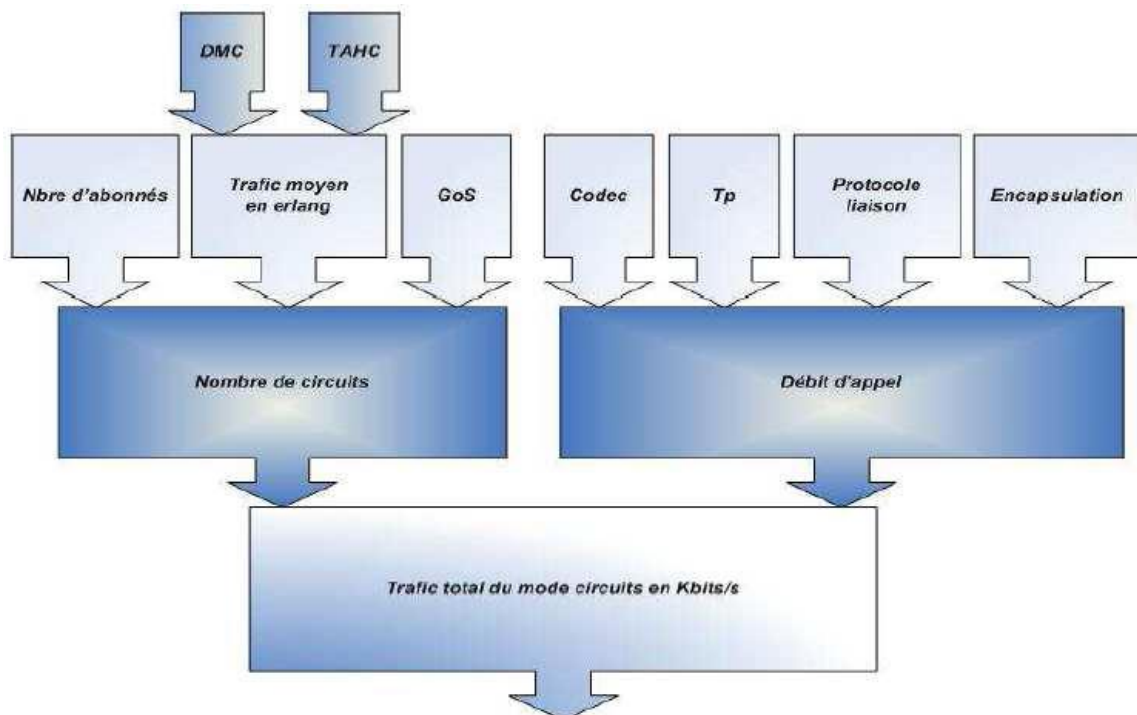 DMC
TAHC
Nbre d'abonnés
Trafic moyen
en erlang
GoS
Codec
Tp
Protocole
liaison
Encapsulation
Nombre de circuits
Débit d'appel
Trafic total du mode circuits en Kbits/s